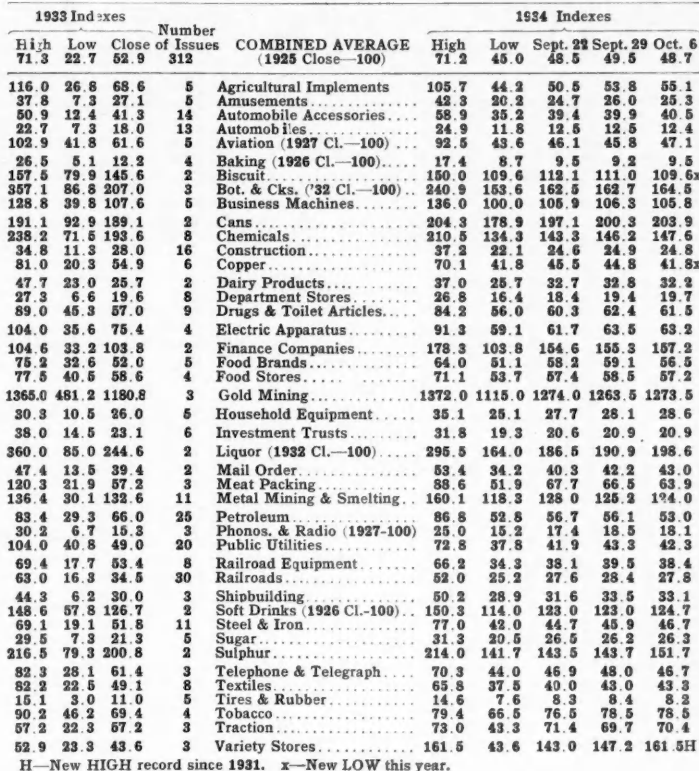 1933 Indexes Number 1934 Indexes
High Low Close of Issues COMBINED AVERAGE High Low Sept. 22 Sept. 29 Oct. 6
71.3 22.7 52.9 312 (1925 Close—100) 71.2 45.0 48.5 49.5 48.7
116.0 26.8 68.6 5 Agricultural Implements 105.7 44.2 50.5 53.8 55.1
37.8 7.3 27.1 5 Amusements 42.3 20.2 24.7 26.0 25.3
50.9 12.4 41.3 14 Automobile Accessories 58.9 35.2 39.4 39.9 40.5
22.7 7.3 18.0 13 Automobiles 24.9 11.8 12.5 12.5 12.4
102.9 41.8 61.6 5 Aviation (1927 Cl.—100) 92.5 43.6 46.1 45.8 47.1
26.5 5.1 12.2 4 Baking (1926 Cl.—100) 17.4 8.7 9.5 9.2 9.5
157.5 79.9 145.6 2 Biscuit 150.0 109.6 112.1 111.0 109.6x
357.1 86.8 207.0 3 Bot. & Cks. ('32 Cl.—100) 240.9 153.6 162.5 162.7 164.5
128.8 39.8 107.6 5 Business Machines 136.0 100.0 105.9 106.3 105.8
191.1 92.9 189.1 2 Cans 204.3 178.9 197.1 200.3 203.9
238.2 71.5 193.6 8 Chemicals 210.5 134.3 143.3 146.2 147.6
34.8 11.3 28.0 16 Construction 37.2 22.1 24.6 24.9 24.8
81.0 20.3 54.9 6 Copper 70.1 41.8 45.5 44.8 41.8x
47.7 23.0 25.7 2 Dairy Products 37.0 25.7 32.7 32.8 32.2
27.3 6.6 19.6 8 Department Stores 26.8 16.4 18.4 19.4 19.7
89.0 45.3 57.0 9 Drugs & Toilet Articles 84.2 56.0 60.3 62.4 61.5
104.0 35.6 75.4 4 Electric Apparatus 91.3 59.1 61.7 63.5 63.2
104.6 33.2 103.8 2 Finance Companies 178.3 103.8 154.6 155.3 157.2
75.2 32.6 52.0 5 Food Brands 64.0 51.1 58.2 59.1 56.5
77.5 40.5 58.6 4 Food Stores 71.1 53.7 57.4 58.5 57.2
1365.0 481.2 1180.8 3 Gold Mining 1372.0 1115.0 1274.0 1263.5 1273.5
30.3 10.5 26.0 5 Household Equipment 35.1 25.1 27.7 28.1 28.6
38.0 14.5 23.1 6 Investment Trusts 31.8 19.3 20.6 20.9 20.9
360.0 85.0 244.6 2 Liquor (1932 Cl.—100) 295.5 164.0 186.5 190.9 198.6
47.4 13.5 39.4 2 Mail Order 53.4 34.2 40.3 42.2 43.0
120.3 21.9 57.2 3 Meat Packing 88.6 51.9 67.7 66.5 63.9
136.4 30.1 132.6 11 Metal Mining & Smelting 160.1 118.3 128.0 125.2 124.0
83.4 29.3 66.0 25 Petroleum 86.8 52.8 56.7 56.1 53.0
30.2 6.7 15.3 3 Phonos. & Radio (1927-100) 25.0 15.2 17.4 18.5 18.1
104.0 40.8 49.0 20 Public Utilities 72.8 37.8 41.9 43.3 42.3
69.4 17.7 53.4 8 Railroad Equipment 66.2 34.3 38.1 39.5 38.4
63.0 16.3 34.5 30 Railroads 52.0 25.2 27.6 28.4 27.8
44.3 6.2 30.0 3 Shipbuilding 50.2 28.9 31.6 33.5 33.1
148.6 57.8 126.7 2 Soft Drinks (1926 Cl.-100) 150.3 114.0 123.0 123.0 124.7
69.1 19.1 51.8 11 Steel & Iron 77.0 42.0 44.7 45.9 46.7
29.5 7.3 21.3 5 Sugar 31.3 20.5 26.5 26.2 26.3
216.5 79.3 200.8 2 Sulphur 214.0 141.7 143.5 143.7 151.7
82.3 28.1 61.4 3 Telephone & Telegraph 70.3 44.0 46.9 48.0 46.7
82.2 22.5 49.1 8 Textiles 65.8 37.5 40.0 43.0 43.3
15.1 3.0 11.0 5 Tires & Rubber 14.6 7.6 8.3 8.4 8.2
90.2 46.2 69.4 4 Tobacco 79.4 66.5 76.5 78.5 78.5
57.2 22.3 57.2 3 Traction 73.0 43.3 71.4 69.7 70.4
52.9 23.3 43.6 3 Variety Stores 161.5 43.6 143.0 147.2 161.5H
H—New HIGH record since 1931. x—New LOW this year.